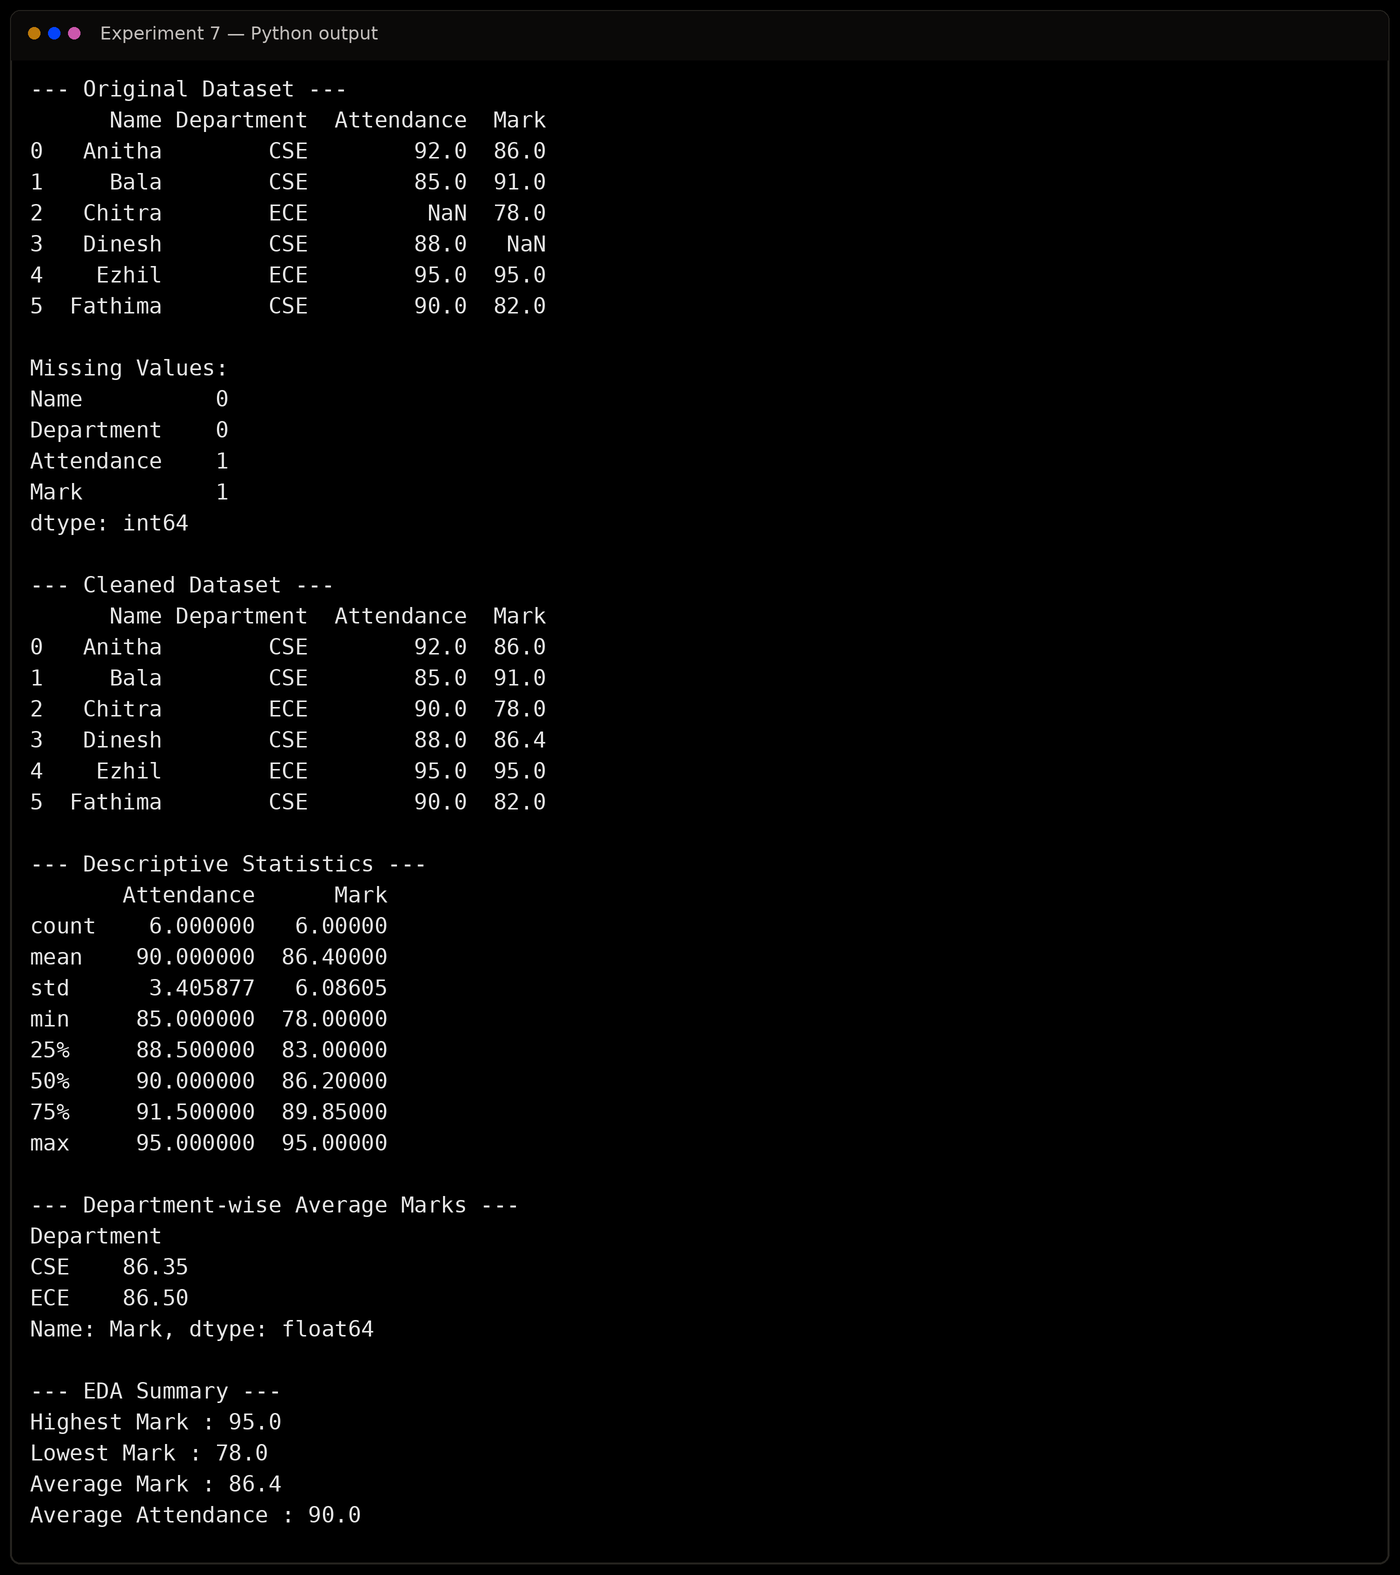 Experiment 7 — Python output
--- Original Dataset ---
      Name Department  Attendance  Mark
0   Anitha        CSE        92.0  86.0
1     Bala        CSE        85.0  91.0
2   Chitra        ECE         NaN  78.0
3   Dinesh        CSE        88.0   NaN
4    Ezhil        ECE        95.0  95.0
5  Fathima        CSE        90.0  82.0

Missing Values:
Name          0
Department    0
Attendance    1
Mark          1
dtype: int64

--- Cleaned Dataset ---
      Name Department  Attendance  Mark
0   Anitha        CSE        92.0  86.0
1     Bala        CSE        85.0  91.0
2   Chitra        ECE        90.0  78.0
3   Dinesh        CSE        88.0  86.4
4    Ezhil        ECE        95.0  95.0
5  Fathima        CSE        90.0  82.0

--- Descriptive Statistics ---
       Attendance      Mark
count    6.000000   6.00000
mean    90.000000  86.40000
std      3.405877   6.08605
min     85.000000  78.00000
25%     88.500000  83.00000
50%     90.000000  86.20000
75%     91.500000  89.85000
max     95.000000  95.00000

--- Department-wise Average Marks ---
Department
CSE    86.35
ECE    86.50
Name: Mark, dtype: float64

--- EDA Summary ---
Highest Mark : 95.0
Lowest Mark : 78.0
Average Mark : 86.4
Average Attendance : 90.0